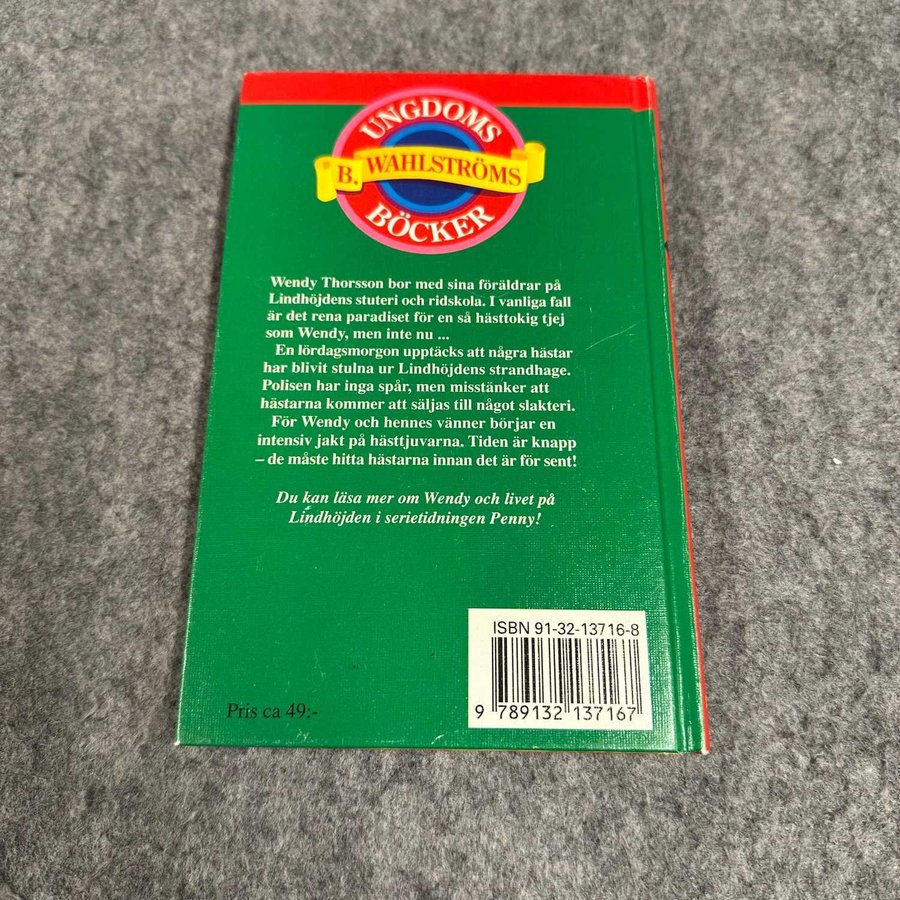 UNGDOMS
B. WAHLSTRÖMS
BÖCKER
Wendy Thorsson bor med sina föräldrar på
Lindhöjdens stuteri och ridskola. I vanliga fall
är det rena paradiset för en så hästtokig tjej
som Wendy, men inte nu ...
En lördagsmorgon upptäcks att några hästar
har blivit stulna ur Lindhöjdens strandhage.
Polisen har inga spår, men misstänker att
hästarna kommer att säljas till något slakteri.
För Wendy och hennes vänner börjar en
intensiv jakt på hästtjuvarna. Tiden är knapp
– de måste hitta hästarna innan det är för sent!
Du kan läsa mer om Wendy och livet på
Lindhöjden i serietidningen Penny!
ISBN 91-32-13716-8
9 789132 137167
Pris ca 49:-